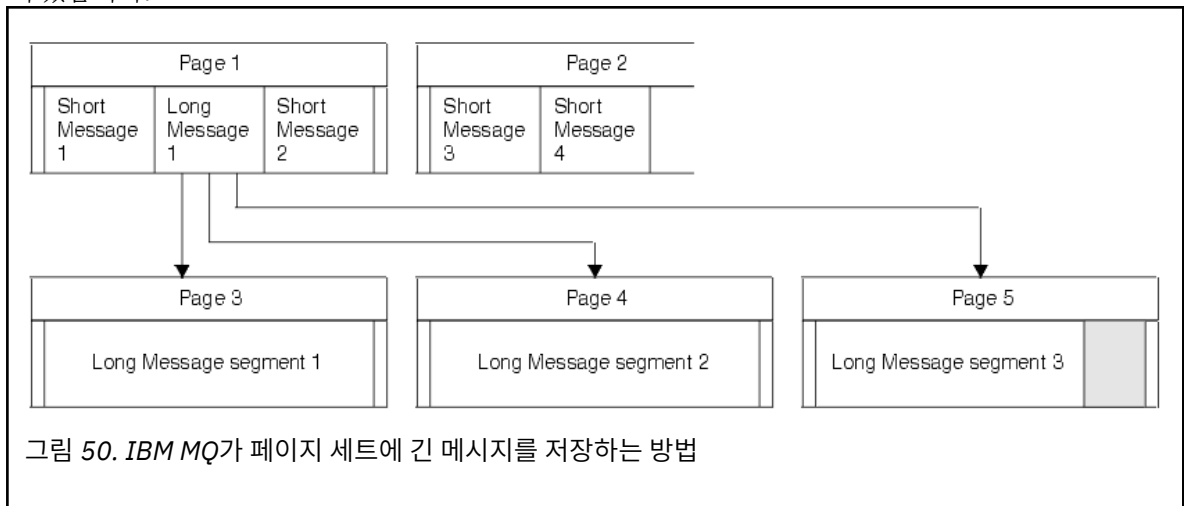 Page 1
Page 2
Short Message 1
Long Message 1
Short Message 2
Short Message 3
Short Message 4
Page 3
Page 4
Page 5
Long Message segment 1
Long Message segment 2
Long Message segment 3
그림 50. IBM MQ가 페이지 세트에 긴 메시지를 저장하는 방법